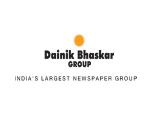 Dainik Bhaskar
GROUP
INDIA'S LARGEST NEWSPAPER GROUP